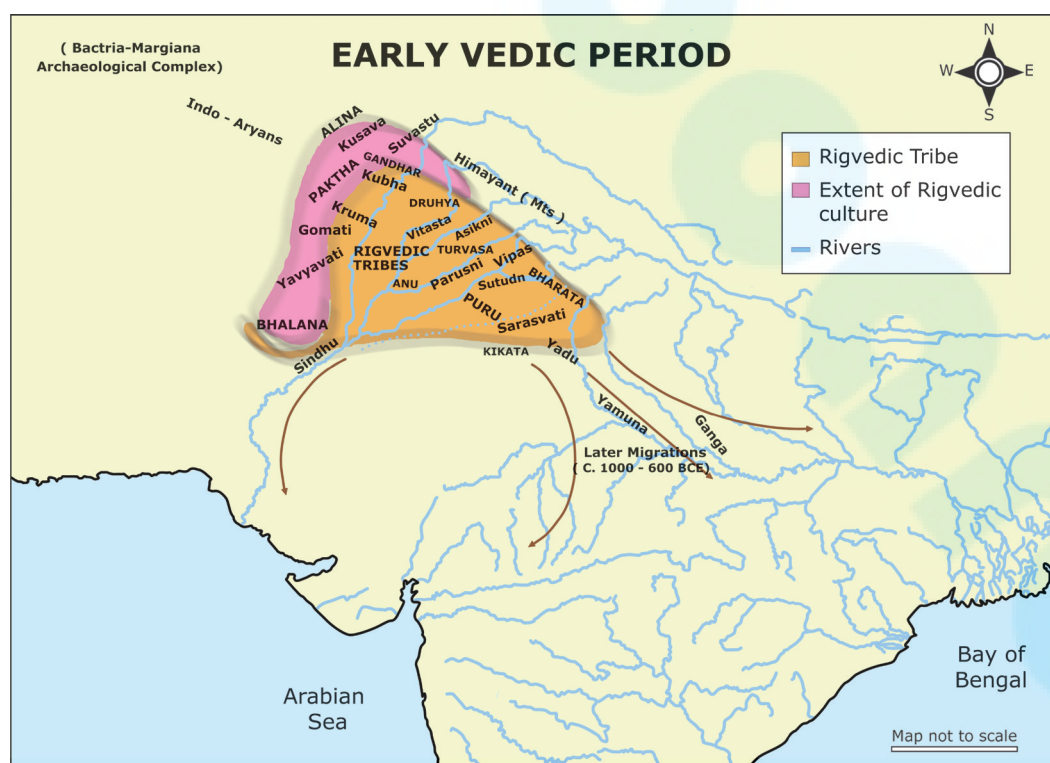 ( Bactria-Margiana
Archaeological Complex)
EARLY VEDIC PERIOD
N
W
E
S
Indo - Aryans
ALINA
Kusava
Suvastu
PAKTHA
GANDHAR
Kubha
Himayant ( Mts )
DRUHYA
Kruma
Gomati
Vitasta
Asikni
RIGVEDIC
TRIBES
TURVASA
Vipas
Yavyavati
ANU
Parusni
Sutudn
BHARATA
PURU
Sarasvati
BHALANA
Sindhu
KIKATA
Yadu
Yamuna
Ganga
Later Migrations
( C. 1000 - 600 BCE)
Rigvedic Tribe
Extent of Rigvedic
culture
Rivers
Arabian
Sea
Bay of
Bengal
Map not to scale